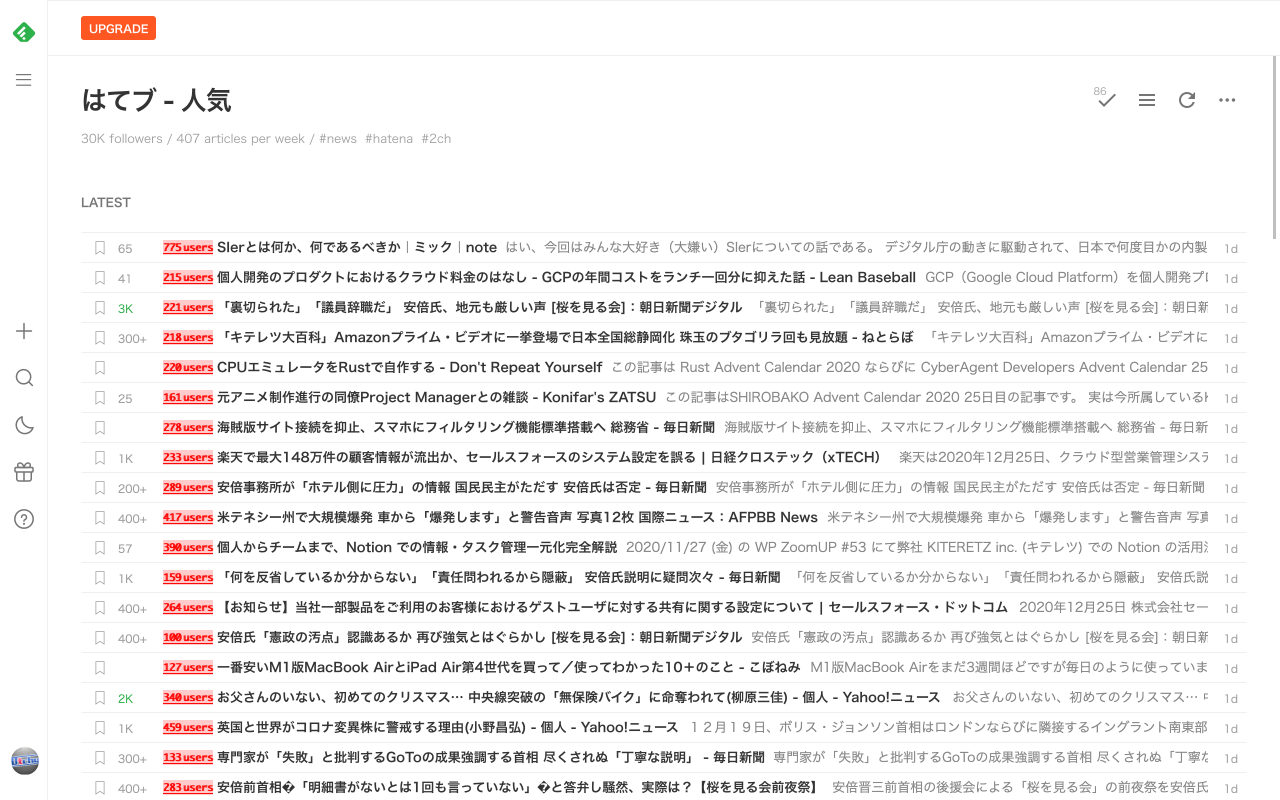 UPGRADE
はてブ - 人気
86
30K followers / 407 articles per week / #news #hatena #2ch
LATEST
65 775 users SIerとは何か、何であるべきか｜ミック｜note はい、今回はみんな大好き（大嫌い）SIerについての話である。 デジタル庁の動きに駆動されて、日本で何度目かの内製 1d
41 215 users 個人開発のプロダクトにおけるクラウド料金のはなし - GCPの年間コストをランチ一回分に抑えた話 - Lean Baseball GCP（Google Cloud Platform）を個人開発プロ 1d
3K 221 users 「裏切られた」「議員辞職だ」 安倍氏、地元も厳しい声 [桜を見る会]：朝日新聞デジタル 「裏切られた」「議員辞職だ」 安倍氏、地元も厳しい声 [桜を見る会]：朝日新 1d
300+ 218 users 「キテレツ大百科」Amazonプライム・ビデオに一挙登場で日本全国総静岡化 珠玉のブタゴリラ回も見放題 - ねとらぼ 「キテレツ大百科」Amazonプライム・ビデオに 1d
220 users CPUエミュレータをRustで自作する - Don't Repeat Yourself この記事は Rust Advent Calendar 2020 ならびに CyberAgent Developers Advent Calendar 25 1d
25 161 users 元アニメ制作進行の同僚Project Managerとの雑談 - Konifar's ZATSU この記事はSHIROBAKO Advent Calendar 2020 25日目の記事です。 実は今所属しているK 1d
278 users 海賊版サイト接続を抑止、スマホにフィルタリング機能標準搭載へ 総務省 - 毎日新聞 海賊版サイト接続を抑止、スマホにフィルタリング機能標準搭載へ 総務省 - 毎日新 1d
1K 233 users 楽天で最大148万件の顧客情報が流出か、セールスフォースのシステム設定を誤る | 日経クロステック（xTECH） 楽天は2020年12月25日、クラウド型営業管理システ 1d
200+ 289 users 安倍事務所が「ホテル側に圧力」の情報 国民民主がただす 安倍氏は否定 - 毎日新聞 安倍事務所が「ホテル側に圧力」の情報 国民民主がただす 安倍氏は否定 - 毎日新聞 1d
400+ 417 users 米テネシー州で大規模爆発 車から「爆発します」と警告音声 写真12枚 国際ニュース：AFPBB News 米テネシー州で大規模爆発 車から「爆発します」と警告音声 写真 1d
57 390 users 個人からチームまで、Notion での情報・タスク管理一元化完全解説 2020/11/27 (金) の WP ZoomUP #53 にて弊社 KITERETZ inc. (キテレツ) での Notion の活用法 1d
1K 159 users 「何を反省しているか分からない」「責任問われるから隠蔽」 安倍氏説明に疑問次々 - 毎日新聞 「何を反省しているか分からない」「責任問われるから隠蔽」 安倍氏説 1d
400+ 264 users 【お知らせ】当社一部製品をご利用のお客様におけるゲストユーザに対する共有に関する設定について | セールスフォース・ドットコム 2020年12月25日 株式会社セー 1d
400+ 100 users 安倍氏「憲政の汚点」認識あるか 再び強気とはぐらかし [桜を見る会]：朝日新聞デジタル 安倍氏「憲政の汚点」認識あるか 再び強気とはぐらかし [桜を見る会]：朝日新 1d
127 users 一番安いM1版MacBook AirとiPad Air第4世代を買って／使ってわかった10＋のこと - こぼねみ M1版MacBook Airをまだ3週間ほどですが毎日のように使っていま 1d
2K 340 users お父さんのいない、初めてのクリスマス… 中央線突破の「無保険バイク」に命奪われて(柳原三佳) - 個人 - Yahoo!ニュース お父さんのいない、初めてのクリスマス… 中 1d
1K 459 users 英国と世界がコロナ変異株に警戒する理由(小野昌弘) - 個人 - Yahoo!ニュース １２月１９日、ボリス・ジョンソン首相はロンドンならびに隣接するイングラント南東部 1d
300+ 133 users 専門家が「失敗」と批判するGoToの成果強調する首相 尽くされぬ「丁寧な説明」 - 毎日新聞 専門家が「失敗」と批判するGoToの成果強調する首相 尽くされぬ「丁寧な 1d
400+ 283 users 安倍前首相�「明細書がないとは1回も言っていない」�と答弁し騒然、実際は？【桜を見る会前夜祭】 安倍晋三前首相の後援会による「桜を見る会」の前夜祭を安倍氏 1d